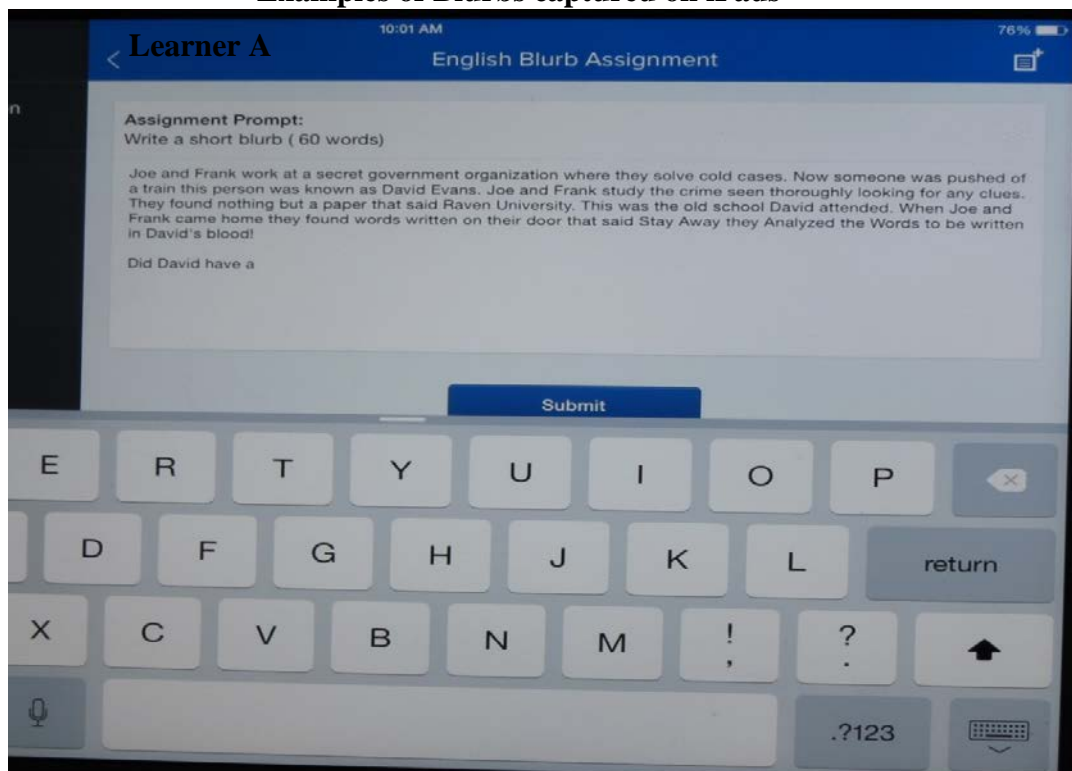 Examples of Blurbs captured on iPads
10:01 AM
76%
Learner A
English Blurb Assignment
n
Assignment Prompt:
Write a short blurb ( 60 words)
Joe and Frank work at a secret government organization where they solve cold cases. Now someone was pushed of
a train this person was known as David Evans. Joe and Frank study the crime seen thoroughly looking for any clues.
They found nothing but a paper that said Raven University. This was the old school David attended. When Joe and
Frank came home they found words written on their door that said Stay Away they Analyzed the Words to be written
in David's blood!
Did David have a
Submit
E R T Y U I O P
D F G H J K L return
X C V B N M ! , ? .
.?123